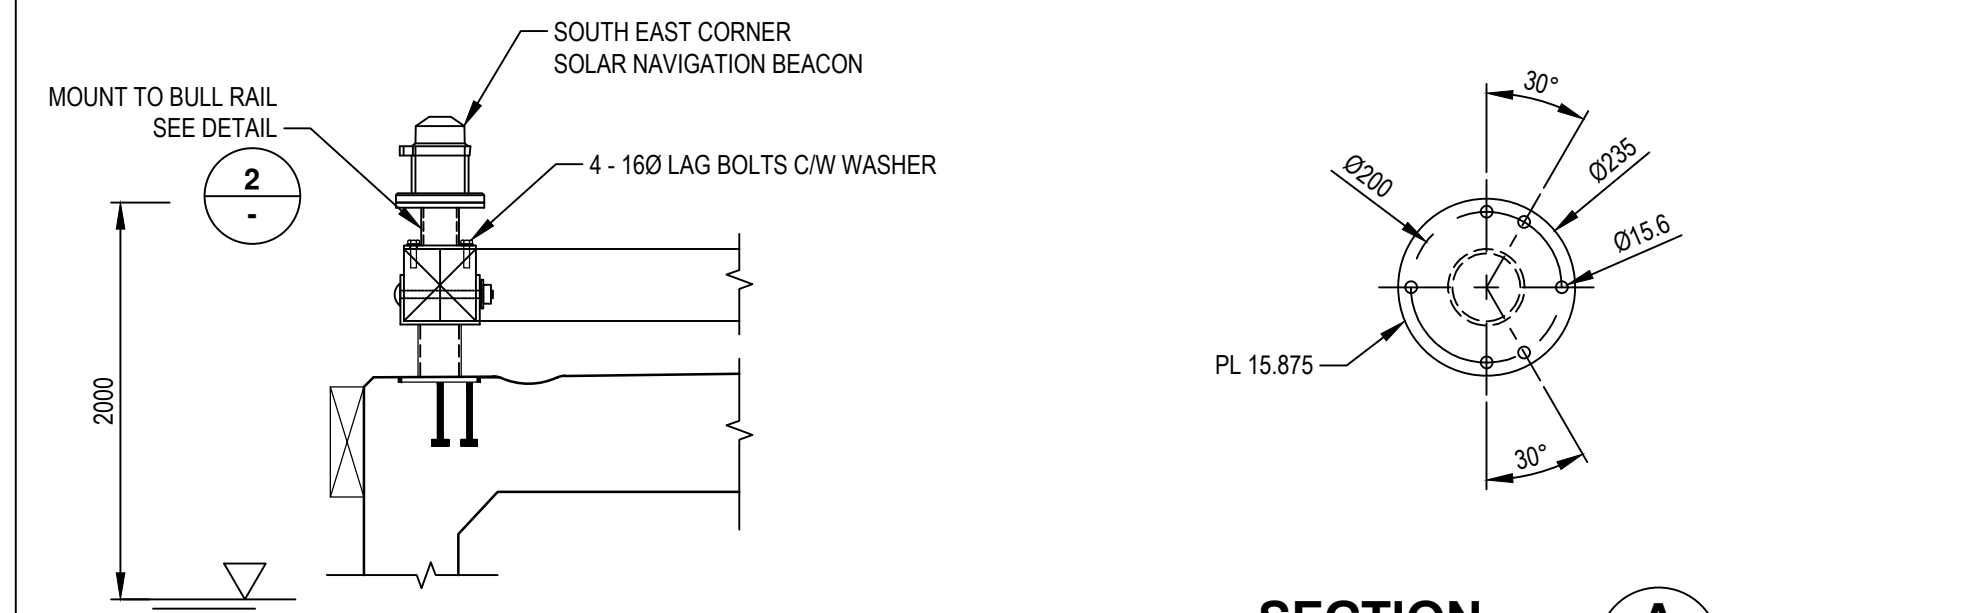 SOUTH EAST CORNER
SOLAR NAVIGATION BEACON
MOUNT TO BULL RAIL
SEE DETAIL
2
-
4 - 16Ø LAG BOLTS C/W WASHER
2000
30°
Ø200
Ø235
Ø15.6
PL 15.875
30°
SECTION
A